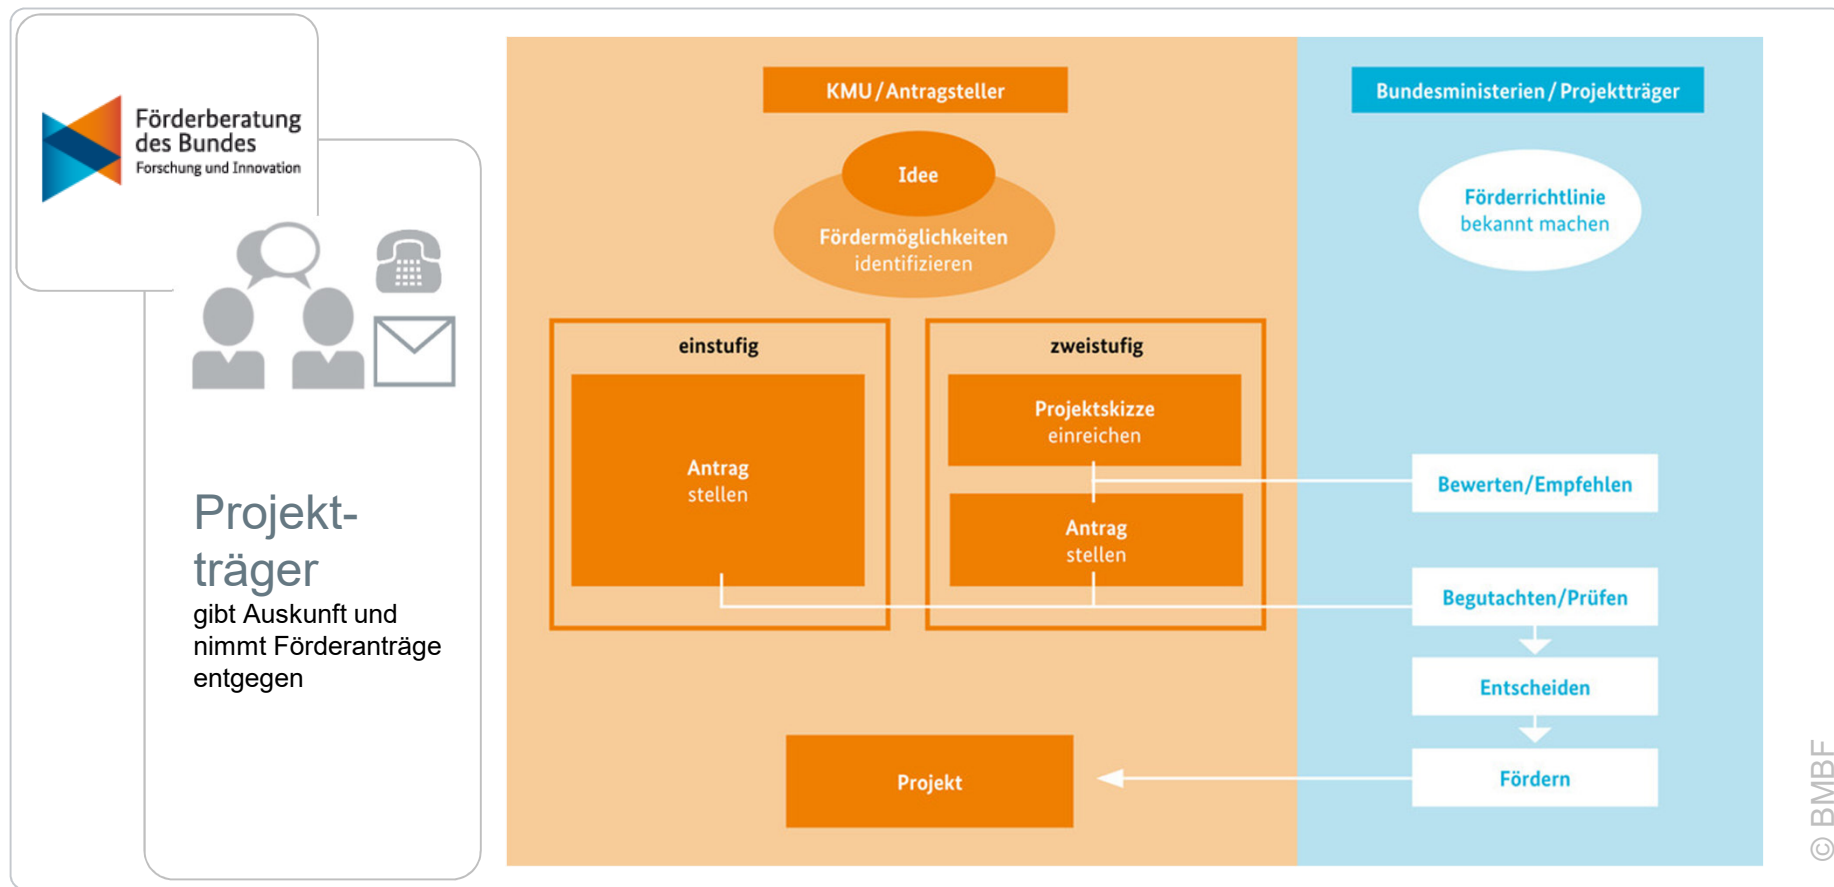 Förderberatung
des Bundes
Forschung und Innovation
Projekt-
träger
gibt Auskunft und
nimmt Förderanträge
entgegen
KMU/Antragsteller
Idee
Fördermöglichkeiten
identifizieren
einstufig
Antrag
stellen
zweistufig
Projektskizze
einreichen
Antrag
stellen
Projekt
Bundesministerien/Projektträger
Förderrichtlinie
bekannt machen
Bewerten/Empfehlen
Begutachten/Prüfen
Entscheiden
Fördern
© BMBF